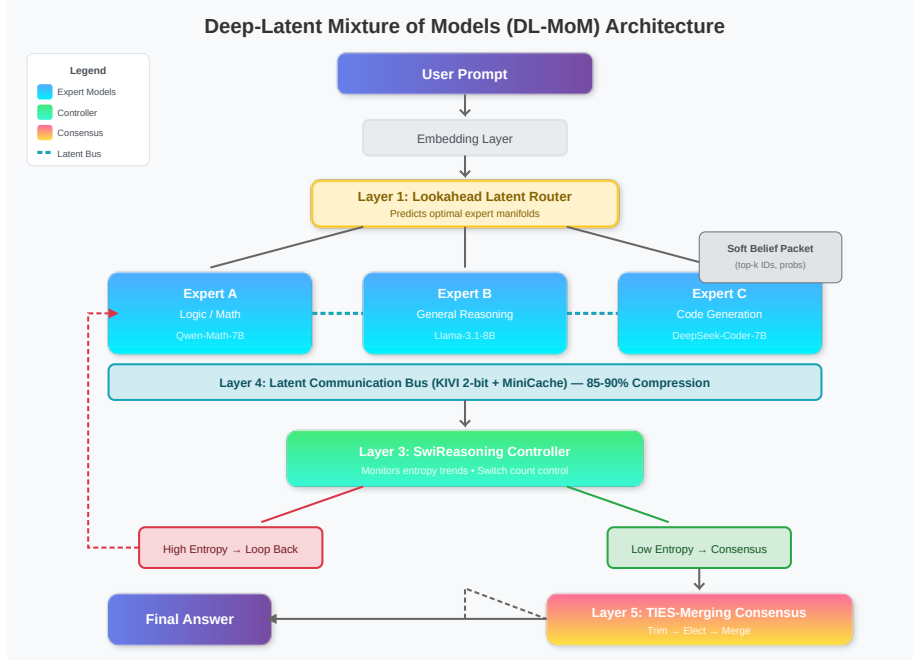 Deep-Latent Mixture of Models (DL-MoM) Architecture
Legend
Expert Models
Controller
Consensus
Latent Bus
User Prompt
Embedding Layer
Layer 1: Lookahead Latent Router
Predicts optimal expert manifolds
Soft Belief Packet
(top-k IDs, probs)
Expert A
Logic / Math
Qwen-Math-7B
Expert B
General Reasoning
Llama-3.1-8B
Expert C
Code Generation
DeepSeek-Coder-7B
Layer 4: Latent Communication Bus (KIVI 2-bit + MiniCache) — 85-90% Compression
Layer 3: SwiReasoning Controller
Monitors entropy trends • Switch count control
High Entropy → Loop Back
Low Entropy → Consensus
Final Answer
Layer 5: TIES-Merging Consensus
Trim → Elect → Merge